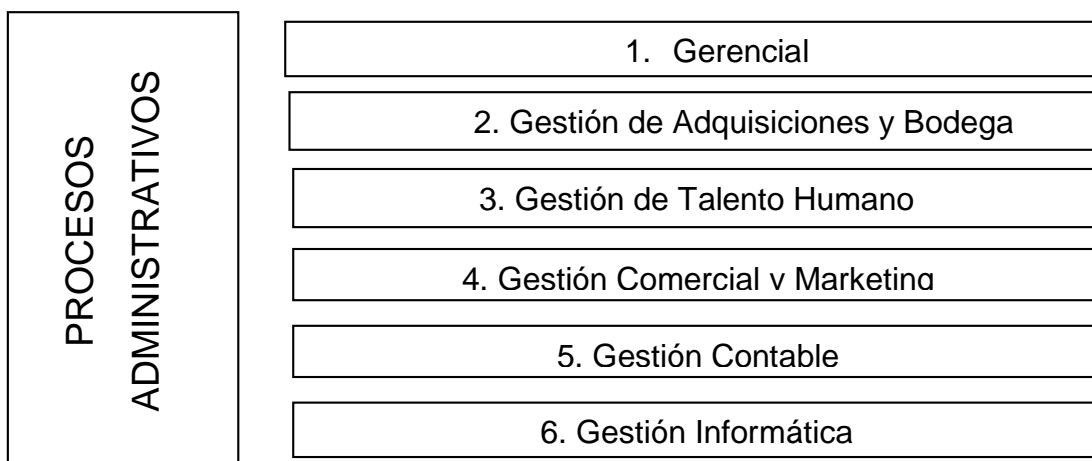 PROCESOS
ADMINISTRATIVOS
1. Gerencial
2. Gestión de Adquisiciones y Bodega
3. Gestión de Talento Humano
4. Gestión Comercial y Marketing
5. Gestión Contable
6. Gestión Informática